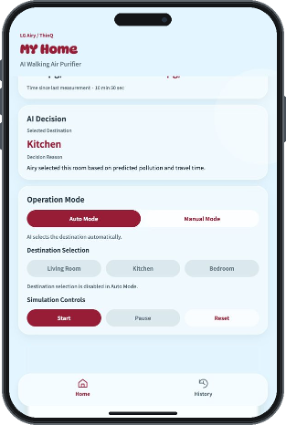 LG Airy / ThinQ
MY Home
AI Walking Air Purifier
Time since last measurement · 15 min 30 sec
AI Decision
Selected Destination
Kitchen
Decision Reason
Airy selected this room based on predicted pollution and travel time.
Operation Mode
Auto Mode
Manual Mode
AI selects the destination automatically.
Destination Selection
Living Room
Kitchen
Bedroom
Destination selection is disabled in Auto Mode.
Simulation Controls
Start
Pause
Reset
Home
History